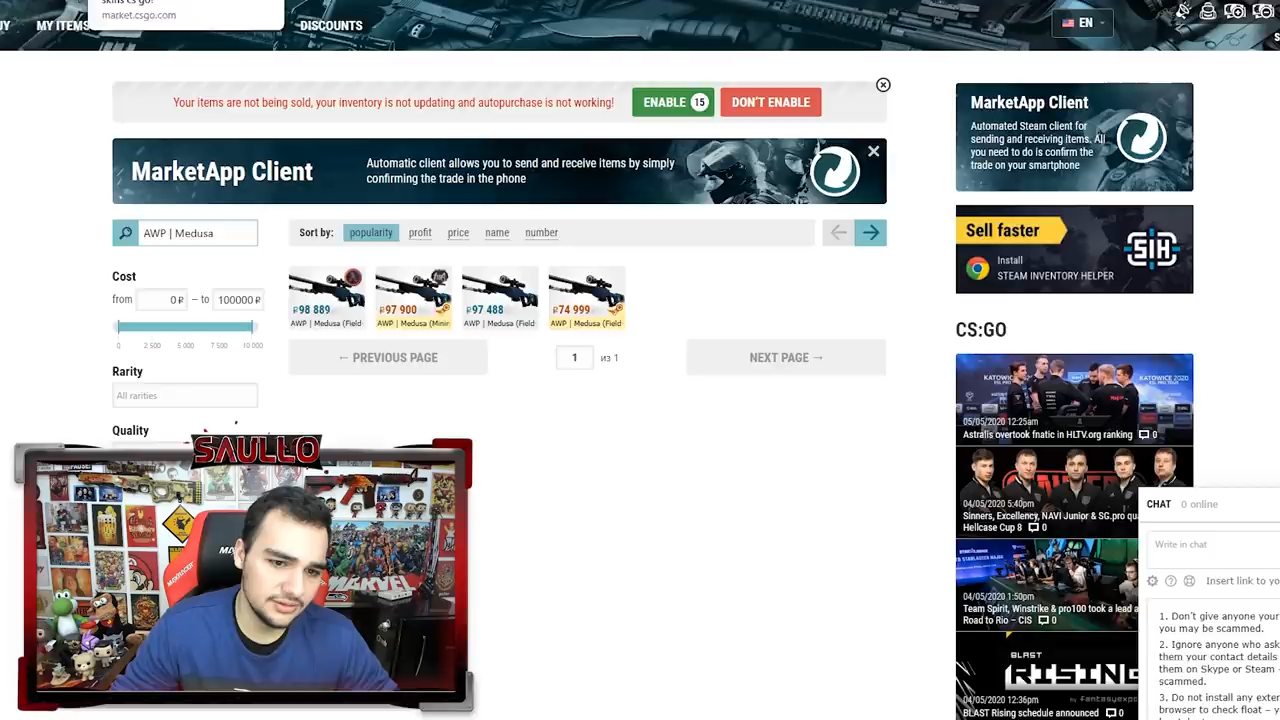 skins cs go!
market.csgo.com
MY ITEMS
DISCOUNTS
EN
Your items are not being sold, your inventory is not updating and autopurchase is not working!
ENABLE 15
DON'T ENABLE
MarketApp Client
Automatic client allows you to send and receive items by simply
confirming the trade in the phone
MarketApp Client
Automated Steam client for
sending and receiving items. All
you need to do is confirm the
trade on your smartphone
AWP | Medusa
Sort by: popularity profit price name number
Sell faster
Install
STEAM INVENTORY HELPER
SIH
Cost
from 0 ₽ – to 100000 ₽
0 2.500 5 000 7 500 10 000
₽98 889
AWP | Medusa (Field
₽97 900
AWP | Medusa (Minin
₽97 488
AWP | Medusa (Field
₽74 999
AWP | Medusa (Field
← PREVIOUS PAGE
1 из 1
NEXT PAGE →
Rarity
All rarities
Quality
CS:GO
KATOWICE 2020
05/05/2020 12:25am
Astralis overtook fnatic in HLTV.org ranking 0
04/05/2020 5:40pm
Sinners, Excellency, NAVI Junior & SG.pro qu
Hellcase Cup 8 0
04/05/2020 1:50pm
Team Spirit, Winstrike & pro100 took a lead a
Road to Rio – CIS 0
BLAST
RISING
04/05/2020 12:36pm
BLAST Rising schedule announced 0
CHAT 0 online
Write in chat
Insert link to yo
1. Don't give anyone your
you may be scammed.
2. Ignore anyone who ask
them your contact details
them on Skype or Steam -
scammed.
3. Do not install any exter
browser to check float – y
SAULLO
MARVEL